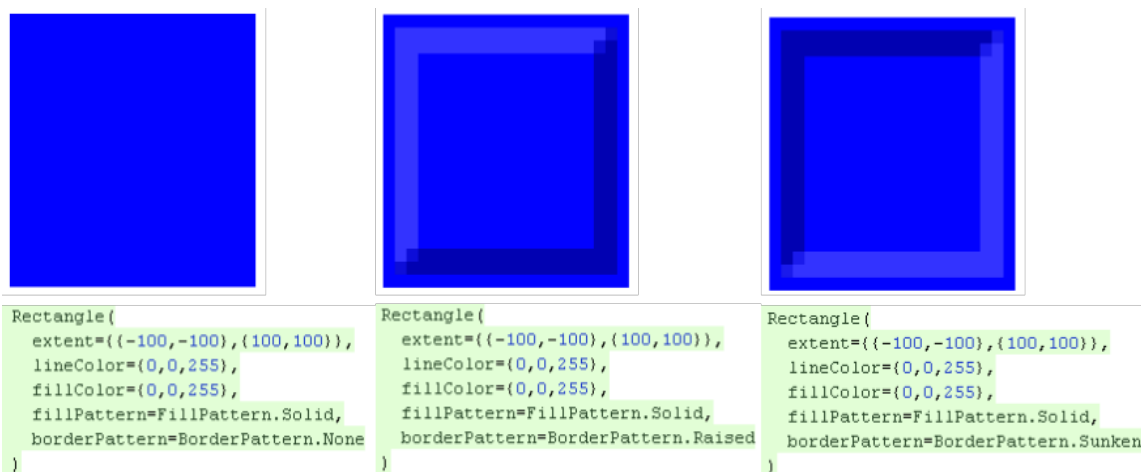 Rectangle(
extent={{-100,-100},{100,100}},
lineColor={0,0,255},
fillColor={0,0,255},
fillPattern=FillPattern.Solid,
borderPattern=BorderPattern.None
)
Rectangle(
extent={{-100,-100},{100,100}},
lineColor={0,0,255},
fillColor={0,0,255},
fillPattern=FillPattern.Solid,
borderPattern=BorderPattern.Raised
)
Rectangle(
extent={{-100,-100},{100,100}},
lineColor={0,0,255},
fillColor={0,0,255},
fillPattern=FillPattern.Solid,
borderPattern=BorderPattern.Sunken
)